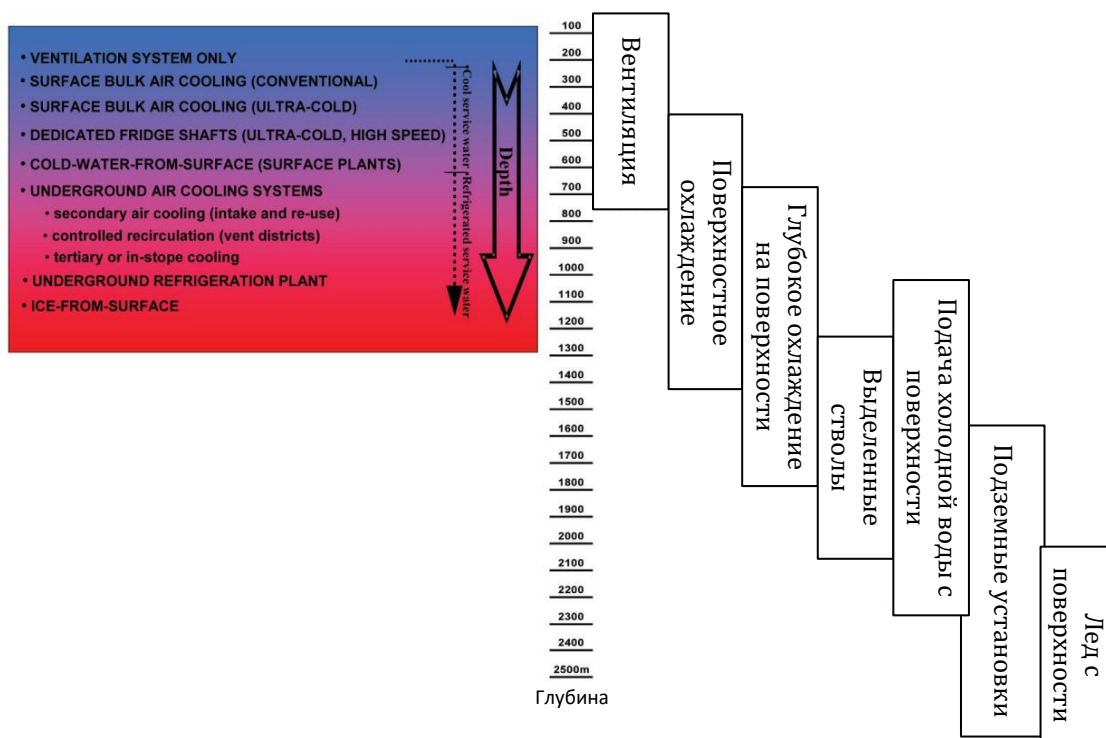 • VENTILATION SYSTEM ONLY
• SURFACE BULK AIR COOLING (CONVENTIONAL)
• SURFACE BULK AIR COOLING (ULTRA-COLD)
• DEDICATED FRIDGE SHAFTS (ULTRA-COLD, HIGH SPEED)
• COLD-WATER-FROM-SURFACE (SURFACE PLANTS)
• UNDERGROUND AIR COOLING SYSTEMS
• secondary air cooling (intake and re-use)
• controlled recirculation (vent districts)
• tertiary or in-stope cooling
• UNDERGROUND REFRIGERATION PLANT
• ICE-FROM-SURFACE
Cool service water
Refrigerated service water
Depth
100
200
300
400
500
600
700
800
900
1000
1100
1200
1300
1400
1500
1600
1700
1800
1900
2000
2100
2200
2300
2400
2500m
Глубина
Вентиляция
Поверхностное
охлаждение
Глубокое охлаждение
на поверхности
Выделенные
стволы
Подача холодной воды с
поверхности
Подземные установки
Лед с
поверхности